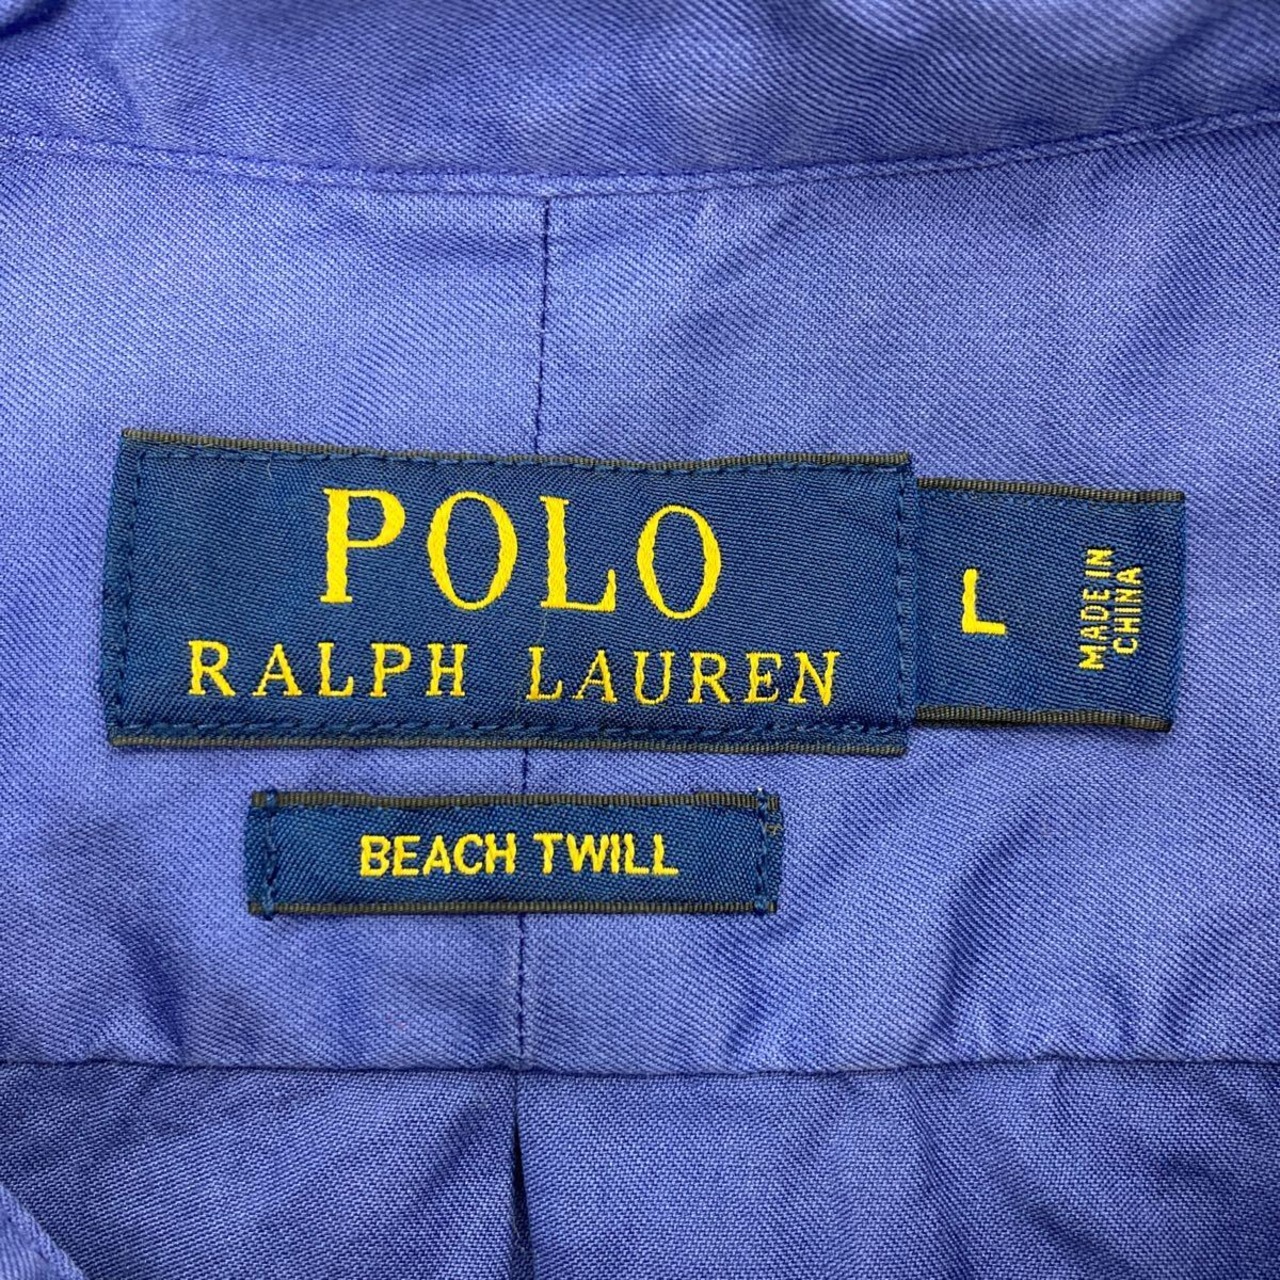 POLO
RALPH LAUREN
L
MADE IN
CHINA
BEACH TWILL